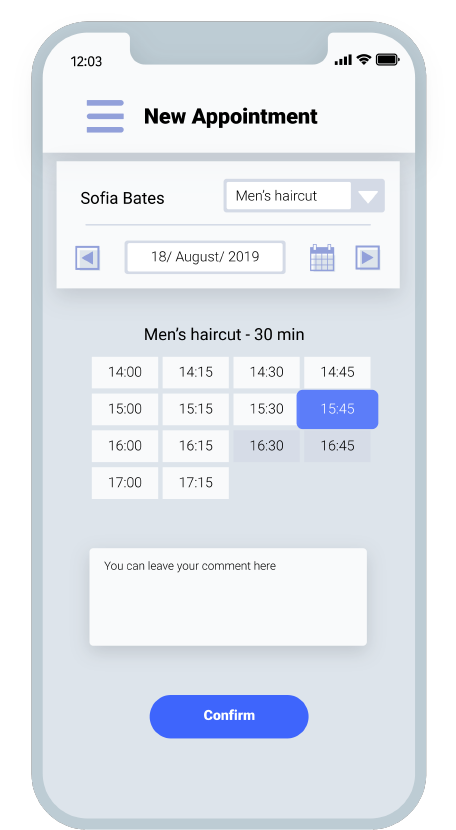 12:03
New Appointment
Sofia Bates
Men's haircut
18/ August/ 2019
Men's haircut - 30 min
14:00 14:15 14:30 14:45
15:00 15:15 15:30 15:45
16:00 16:15 16:30 16:45
17:00 17:15
You can leave your comment here
Confirm